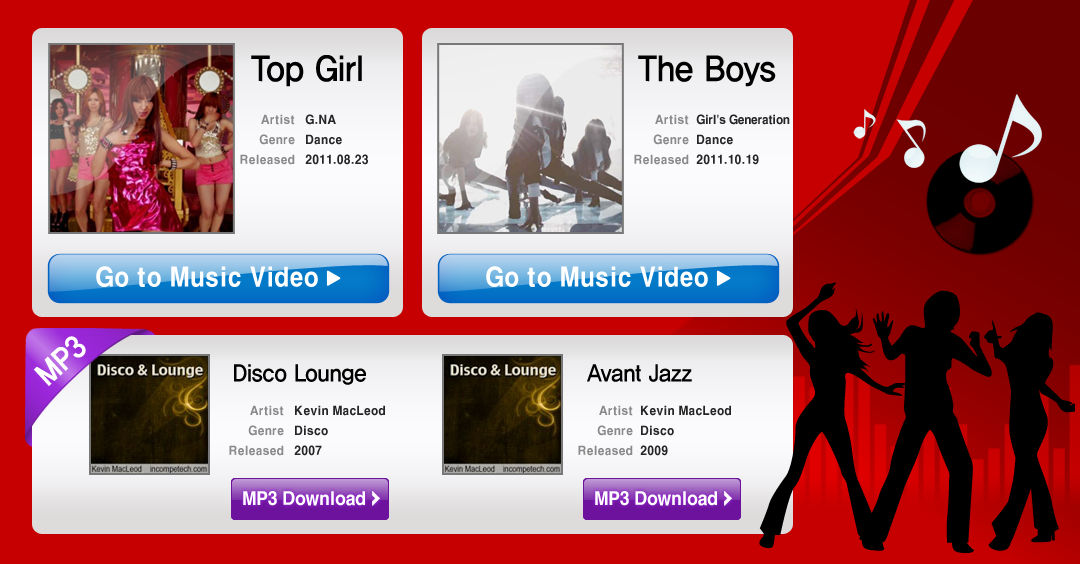 Top Girl
Artist G.NA
Genre Dance
Released 2011.08.23
Go to Music Video
The Boys
Artist Girl's Generation
Genre Dance
Released 2011.10.19
Go to Music Video
MP3
Disco & Lounge
Kevin MacLeod incompetech.com
Disco Lounge
Artist Kevin MacLeod
Genre Disco
Released 2007
MP3 Download
Disco & Lounge
Kevin MacLeod incompetech.com
Avant Jazz
Artist Kevin MacLeod
Genre Disco
Released 2009
MP3 Download